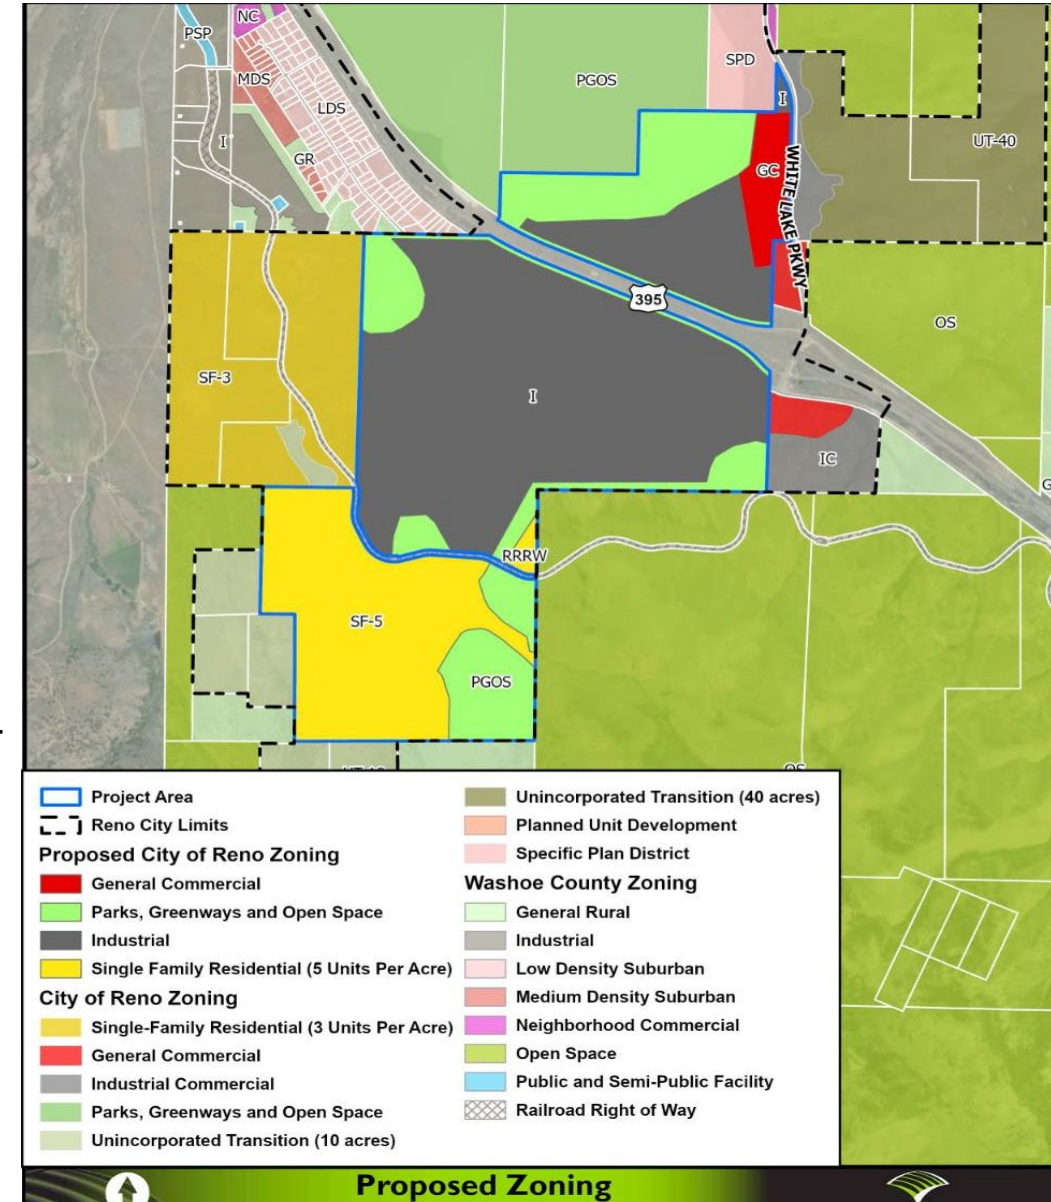 NC
PSP
SPD
PGOS
MDS
I
LDS
I
UT-40
GR
GC
WHITE LAKE PKWY
395
OS
SF-3
I
IC
G
RRRW
SF-5
PGOS
OS
Project Area
Reno City Limits
Proposed City of Reno Zoning
General Commercial
Parks, Greenways and Open Space
Industrial
Single Family Residential (5 Units Per Acre)
City of Reno Zoning
Single-Family Residential (3 Units Per Acre)
General Commercial
Industrial Commercial
Parks, Greenways and Open Space
Unincorporated Transition (10 acres)
Unincorporated Transition (40 acres)
Planned Unit Development
Specific Plan District
Washoe County Zoning
General Rural
Industrial
Low Density Suburban
Medium Density Suburban
Neighborhood Commercial
Open Space
Public and Semi-Public Facility
Railroad Right of Way
Proposed Zoning